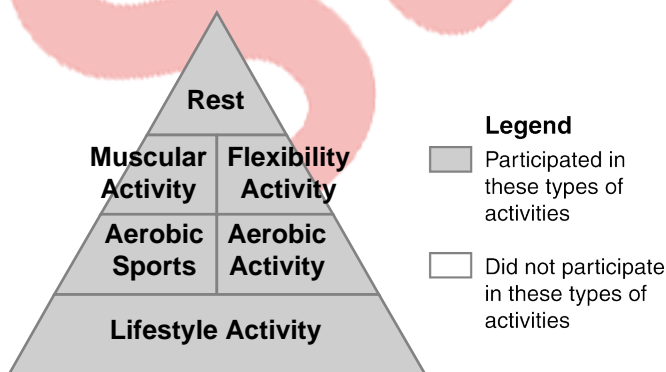 Rest
Muscular Activity
Flexibility Activity
Aerobic Sports
Aerobic Activity
Lifestyle Activity
Legend
Participated in
these types of
activities
Did not participate
in these types of
activities